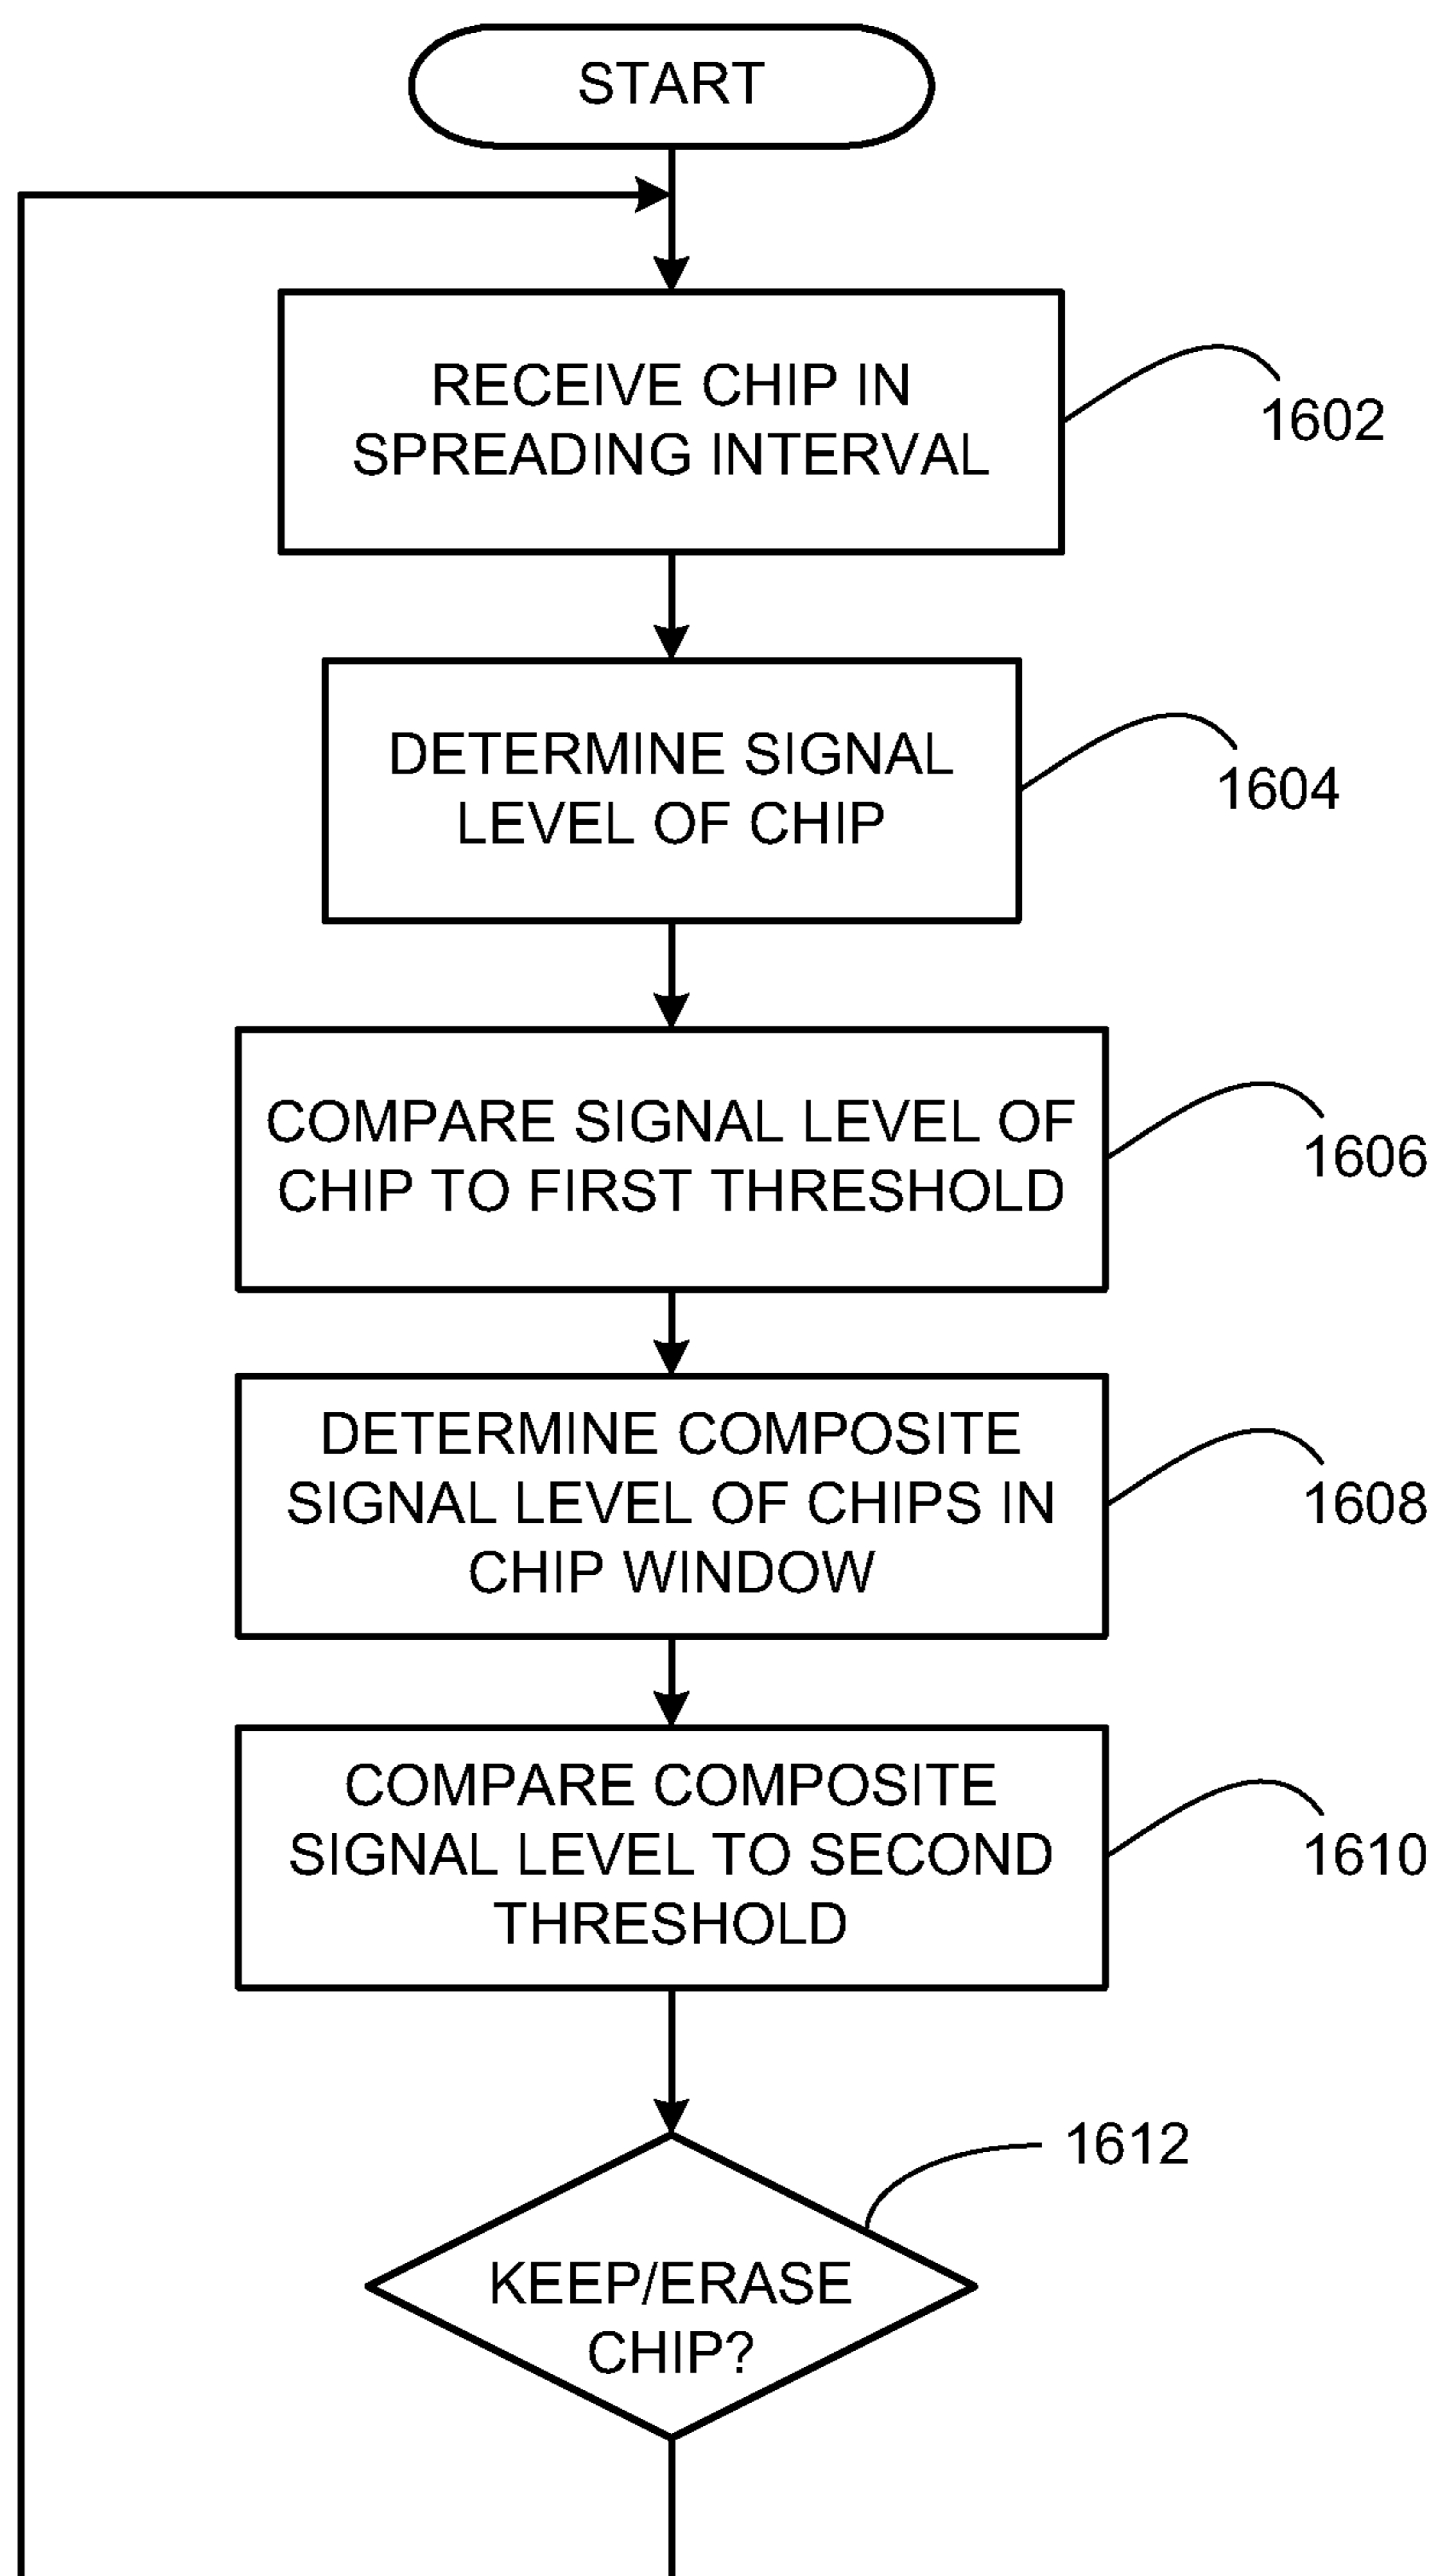 START
RECEIVE CHIP IN
SPREADING INTERVAL
1602
DETERMINE SIGNAL
LEVEL OF CHIP
1604
COMPARE SIGNAL LEVEL OF
CHIP TO FIRST THRESHOLD
1606
DETERMINE COMPOSITE
SIGNAL LEVEL OF CHIPS IN
CHIP WINDOW
1608
COMPARE COMPOSITE
SIGNAL LEVEL TO SECOND
THRESHOLD
1610
1612
KEEP/ERASE
CHIP?